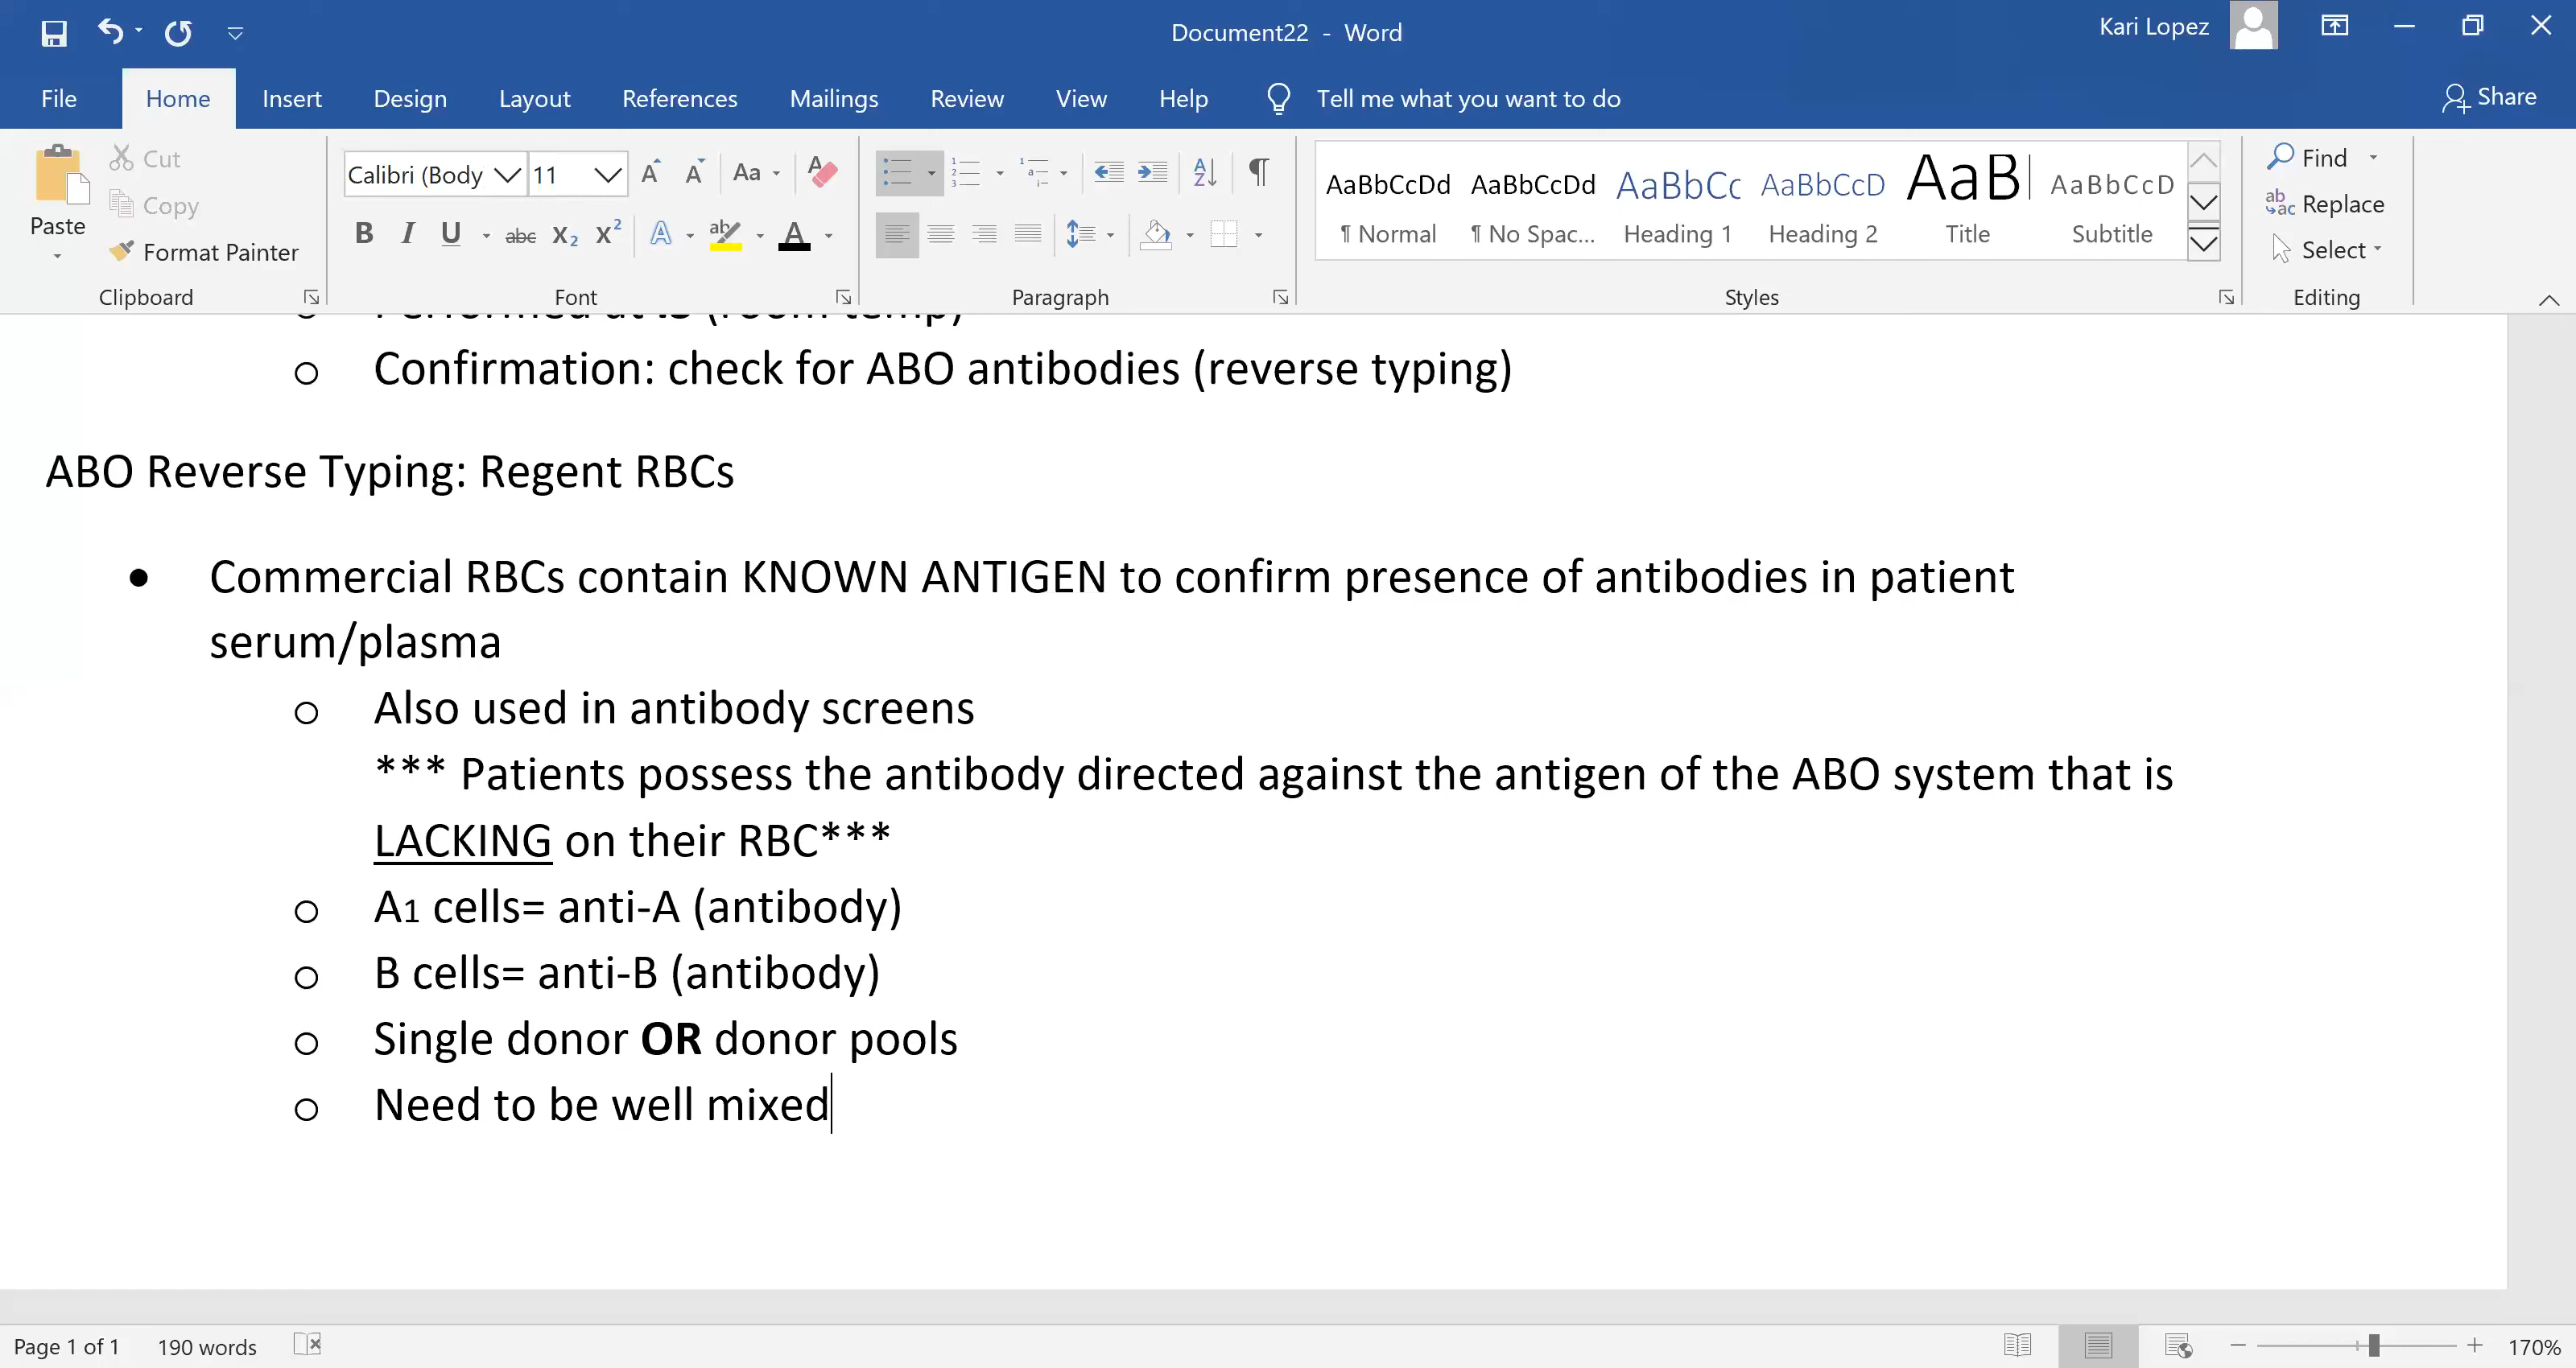 Document22 - Word
Kari Lopez
File Home Insert Design Layout References Mailings Review View Help Tell me what you want to do Share
Paste
Cut
Copy
Format Painter
Clipboard
Calibri (Body 11
Font
Paragraph
AaBbCcDd AaBbCcDd AaBbCc AaBbCcD AaB AaBbCcD
¶ Normal ¶ No Spac... Heading 1 Heading 2 Title Subtitle
Styles
Find
Replace
Select
Editing
(room temp)
o Confirmation: check for ABO antibodies (reverse typing)
ABO Reverse Typing: Regent RBCs
• Commercial RBCs contain KNOWN ANTIGEN to confirm presence of antibodies in patient
serum/plasma
o Also used in antibody screens
*** Patients possess the antibody directed against the antigen of the ABO system that is
LACKING on their RBC***
o A1 cells= anti-A (antibody)
o B cells= anti-B (antibody)
o Single donor OR donor pools
o Need to be well mixed
Page 1 of 1 190 words 170%